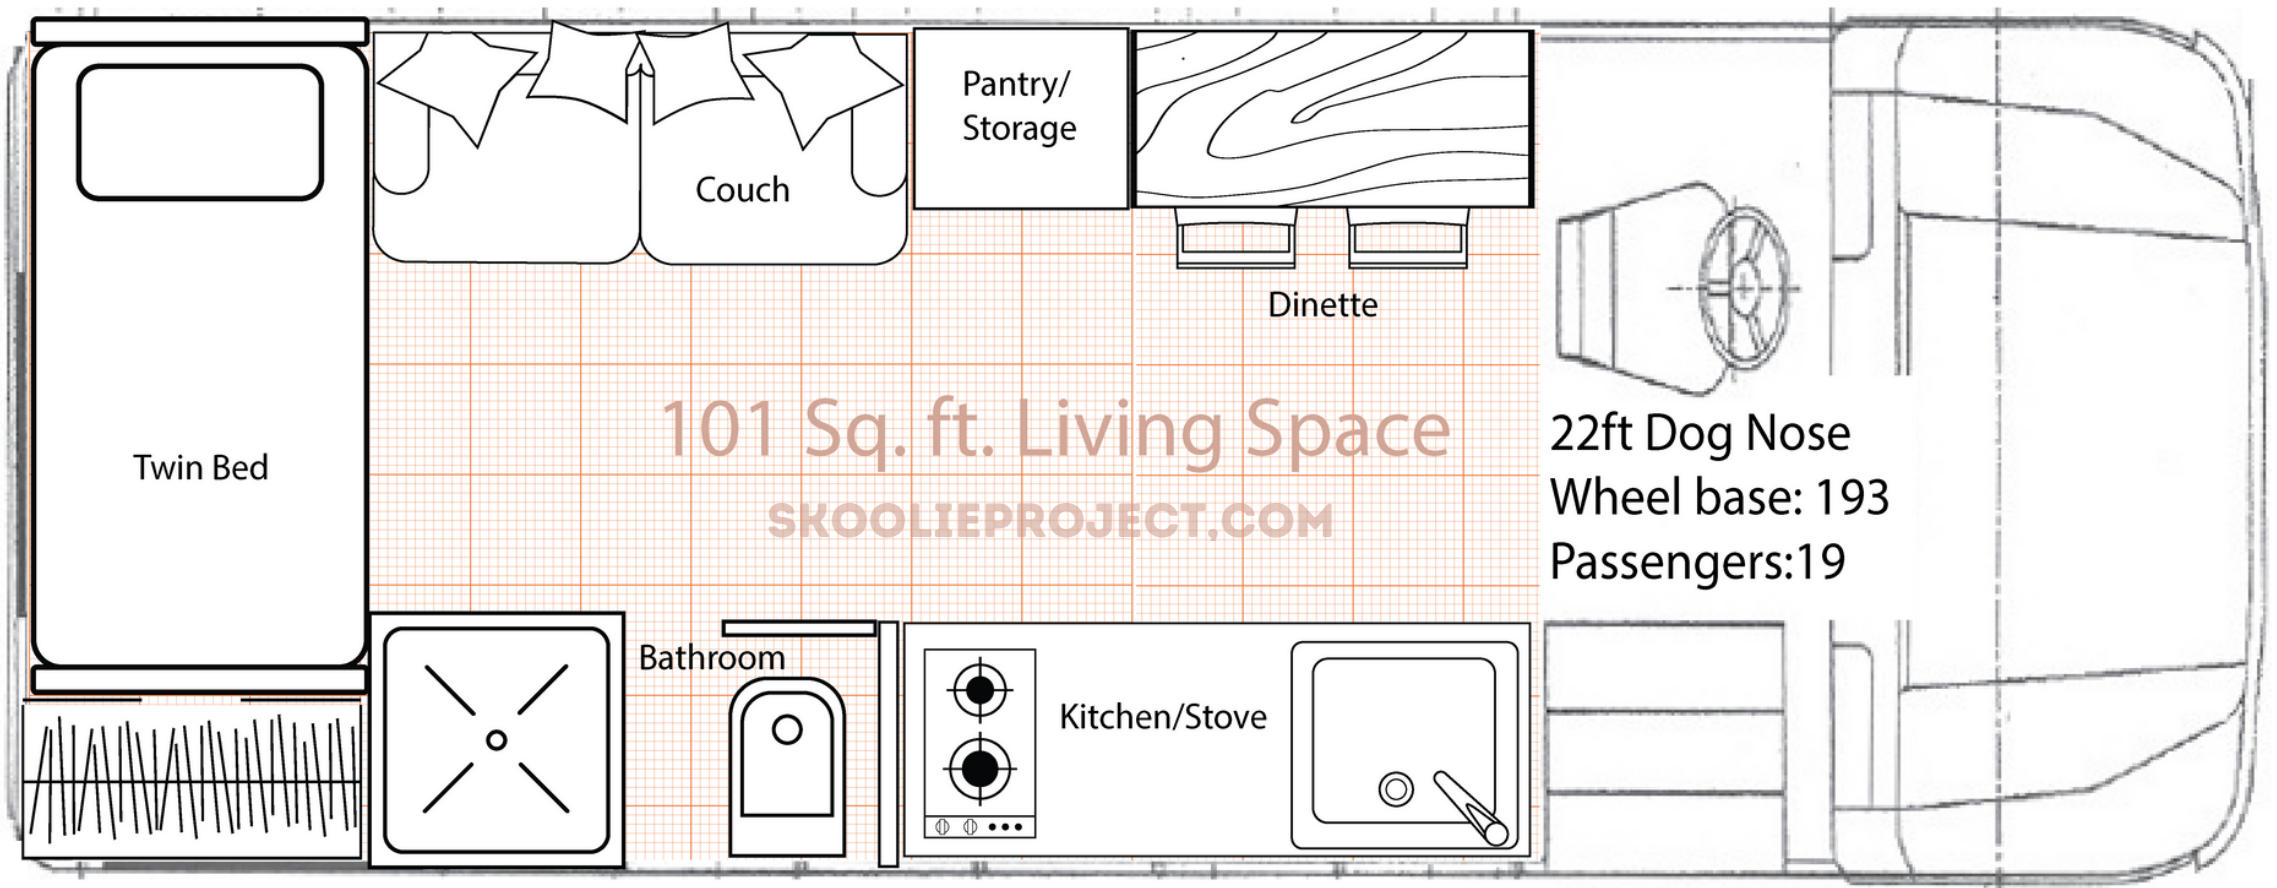 Pantry/
Storage
Couch
Dinette
101 Sq. ft. Living Space
22ft Dog Nose
Wheel base: 193
Passengers:19
Twin Bed
SKOOLIEPROJECT.COM
Bathroom
Kitchen/Stove